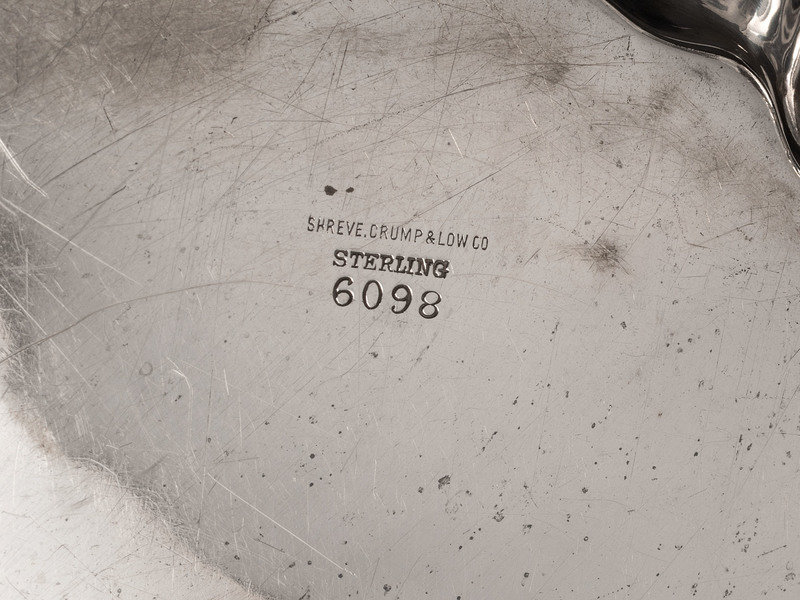 SHREVE.CRUMP & LOW CO
STERLING
6098